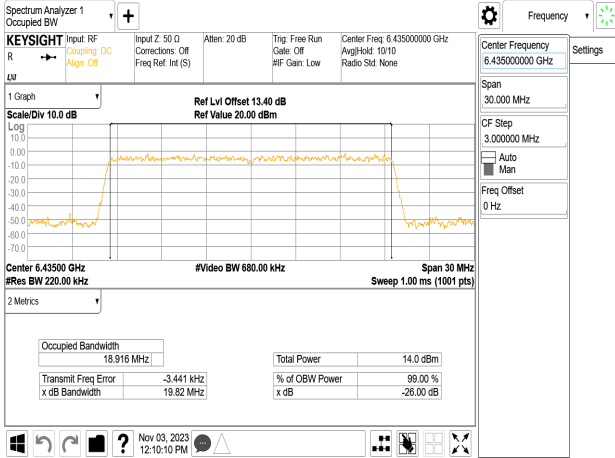 Spectrum Analyzer 1
Occupied BW
+
Frequency
KEYSIGHT
R
LXI
Input: RF
Coupling: DC
Align: Off
Input Z: 50 Ω
Corrections: Off
Freq Ref: Int (S)
Atten: 20 dB
Trig: Free Run
Gate: Off
#IF Gain: Low
Center Freq: 6.435000000 GHz
Avg|Hold: 10/10
Radio Std: None
Center Frequency
6.435000000 GHz
Settings
Span
30.000 MHz
CF Step
3.000000 MHz
Auto
Man
Freq Offset
0 Hz
1 Graph
Scale/Div 10.0 dB
Ref Lvl Offset 13.40 dB
Ref Value 20.00 dBm
Log
10.0
0.00
-10.0
-20.0
-30.0
-40.0
-50.0
-60.0
-70.0
Center 6.43500 GHz
#Res BW 220.00 kHz
#Video BW 680.00 kHz
Span 30 MHz
Sweep 1.00 ms (1001 pts)
2 Metrics
Occupied Bandwidth
18.916 MHz
Total Power 14.0 dBm
Transmit Freq Error -3.441 kHz
% of OBW Power 99.00 %
x dB Bandwidth 19.82 MHz
x dB -26.00 dB
?
Nov 03, 2023
12:10:10 PM